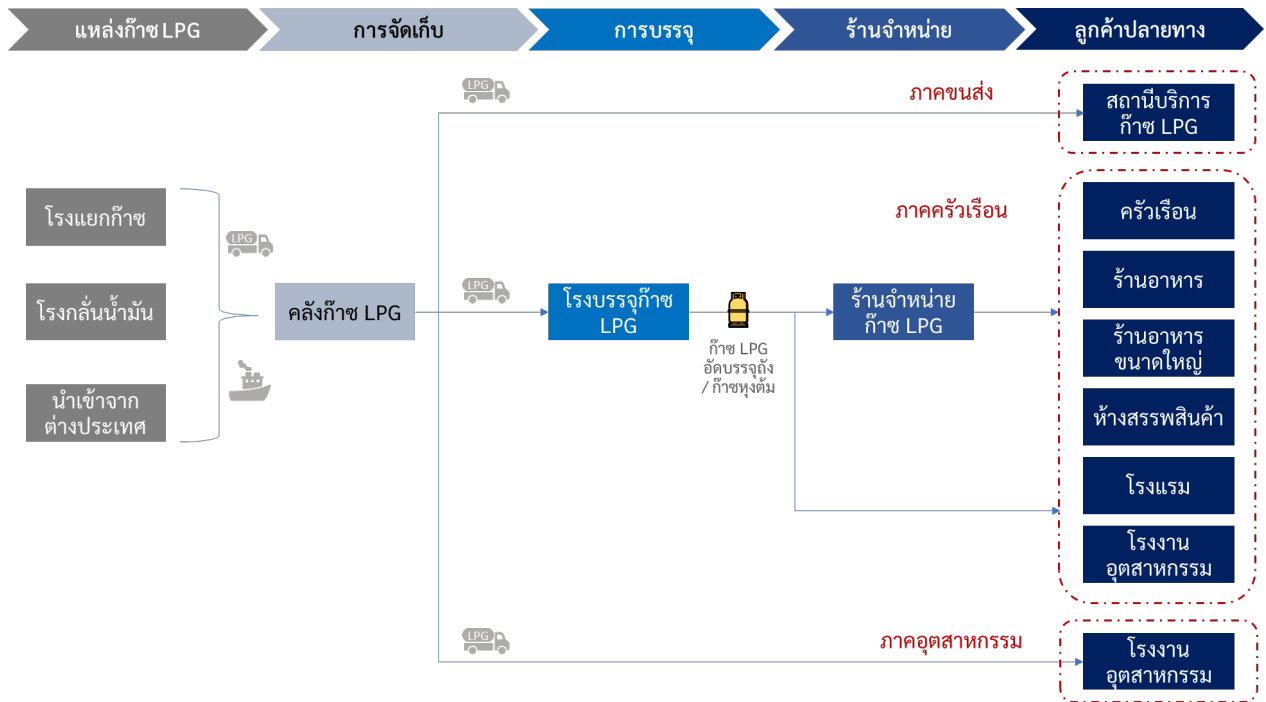 แหล่งก๊าซ LPG
การจัดเก็บ
การบรรจุ
ร้านจำหน่าย
ลูกค้าปลายทาง
LPG
ภาคขนส่ง
สถานีบริการ
ก๊าซ LPG
โรงแยกก๊าซ
LPG
ภาคครัวเรือน
ครัวเรือน
ร้านอาหาร
โรงกลั่นน้ำมัน
คลังก๊าซ LPG
LPG
โรงบรรจุก๊าซ
LPG
ก๊าซ LPG
อัดบรรจุถัง
/ ก๊าซหุงต้ม
ร้านจำหน่าย
ก๊าซ LPG
ร้านอาหาร
ขนาดใหญ่
นำเข้าจาก
ต่างประเทศ
ห้างสรรพสินค้า
โรงแรม
โรงงาน
อุตสาหกรรม
LPG
ภาคอุตสาหกรรม
โรงงาน
อุตสาหกรรม